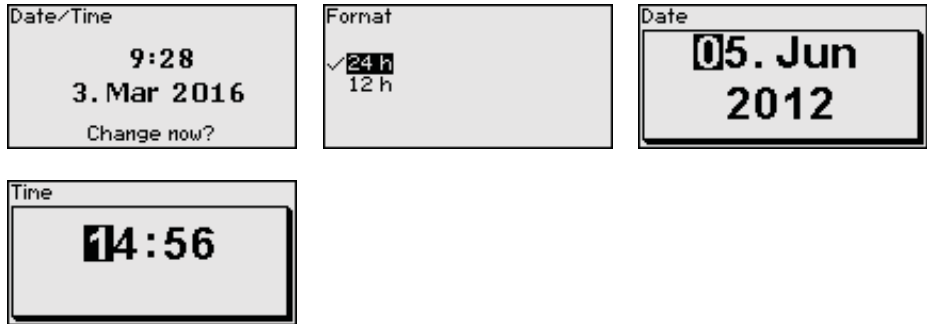 Date/Time
9:28
3. Mar 2016
Change now?
Format
✓24 h
12 h
Date
05. Jun
2012
Time
14:56